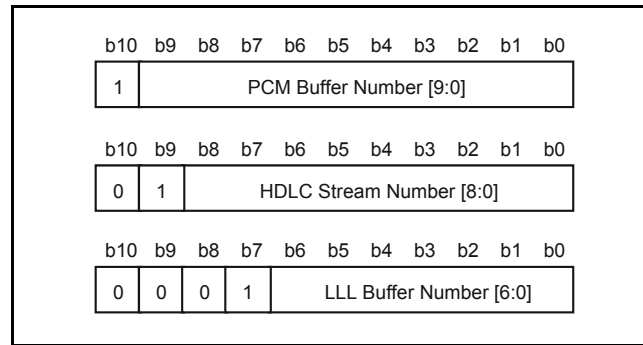 b10 b9 b8 b7 b6 b5 b4 b3 b2 b1 b0
1 PCM Buffer Number [9:0]
b10 b9 b8 b7 b6 b5 b4 b3 b2 b1 b0
0 1 HDLC Stream Number [8:0]
b10 b9 b8 b7 b6 b5 b4 b3 b2 b1 b0
0 0 0 1 LLL Buffer Number [6:0]